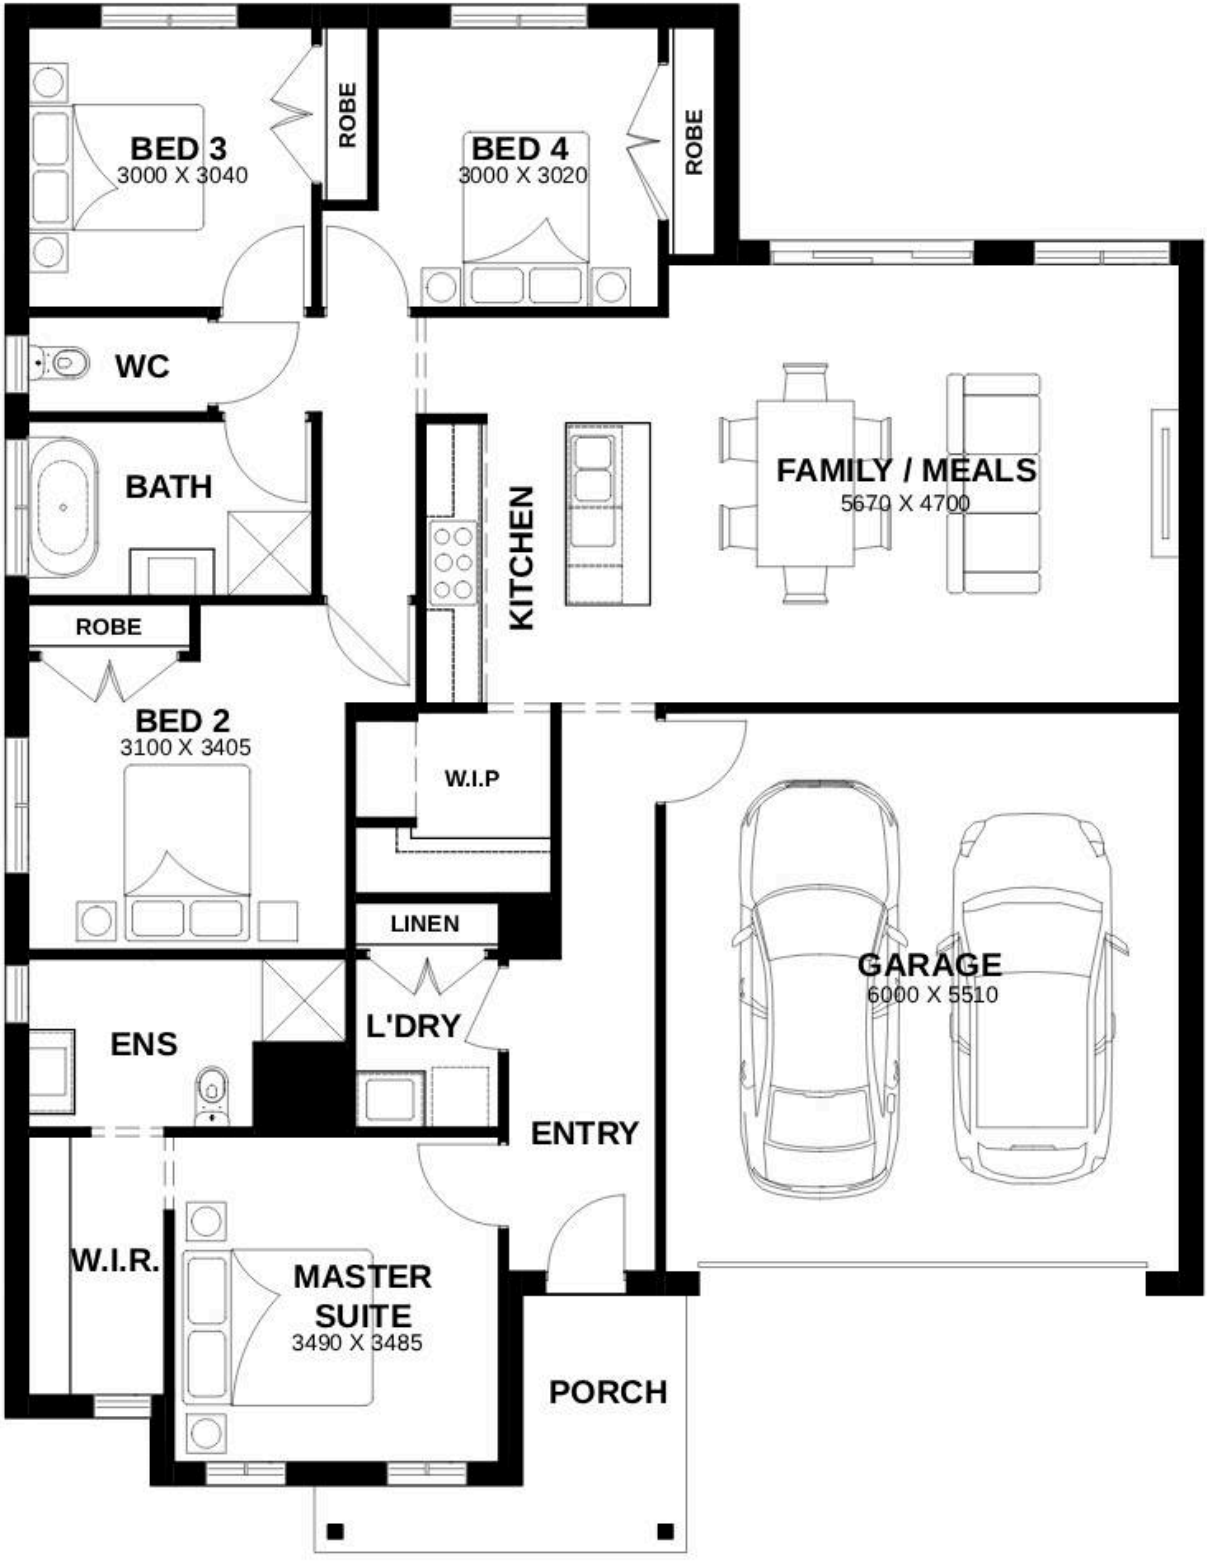 BED 3
3000 X 3040
ROBE
BED 4
3000 X 3020
ROBE
WC
BATH
KITCHEN
FAMILY / MEALS
5670 X 4700
ROBE
BED 2
3100 X 3405
W.I.P
LINEN
L'DRY
ENS
GARAGE
6000 X 5510
ENTRY
W.I.R.
MASTER
SUITE
3490 X 3485
PORCH